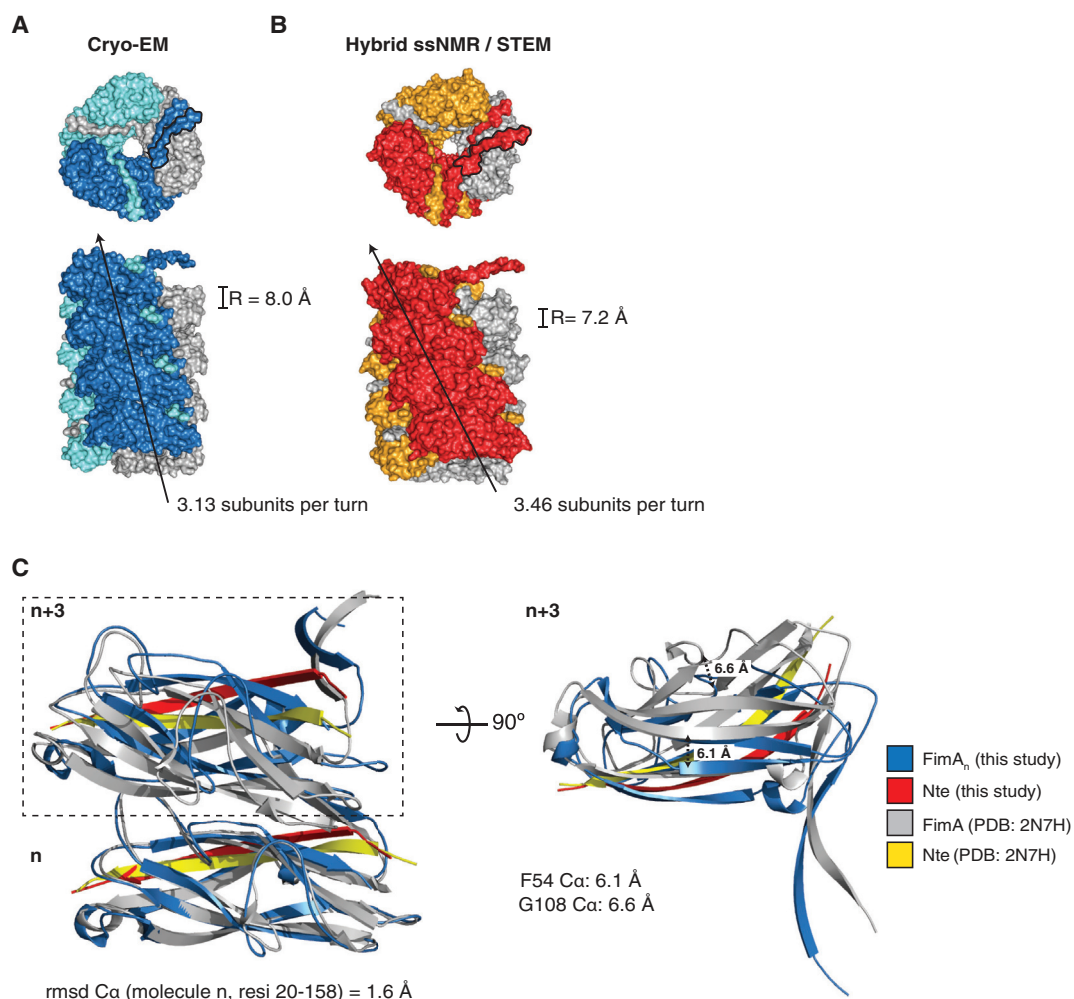 A
Cryo-EM
B
Hybrid ssNMR / STEM
R = 8.0 Å
R= 7.2 Å
3.13 subunits per turn
3.46 subunits per turn
C
n+3
n
rmsd Cα (molecule n, resi 20-158) = 1.6 Å
90º
n+3
6.6 Å
6.1 Å
F54 Cα: 6.1 Å
G108 Cα: 6.6 Å
FimAₙ (this study)
Nte (this study)
FimA (PDB: 2N7H)
Nte (PDB: 2N7H)